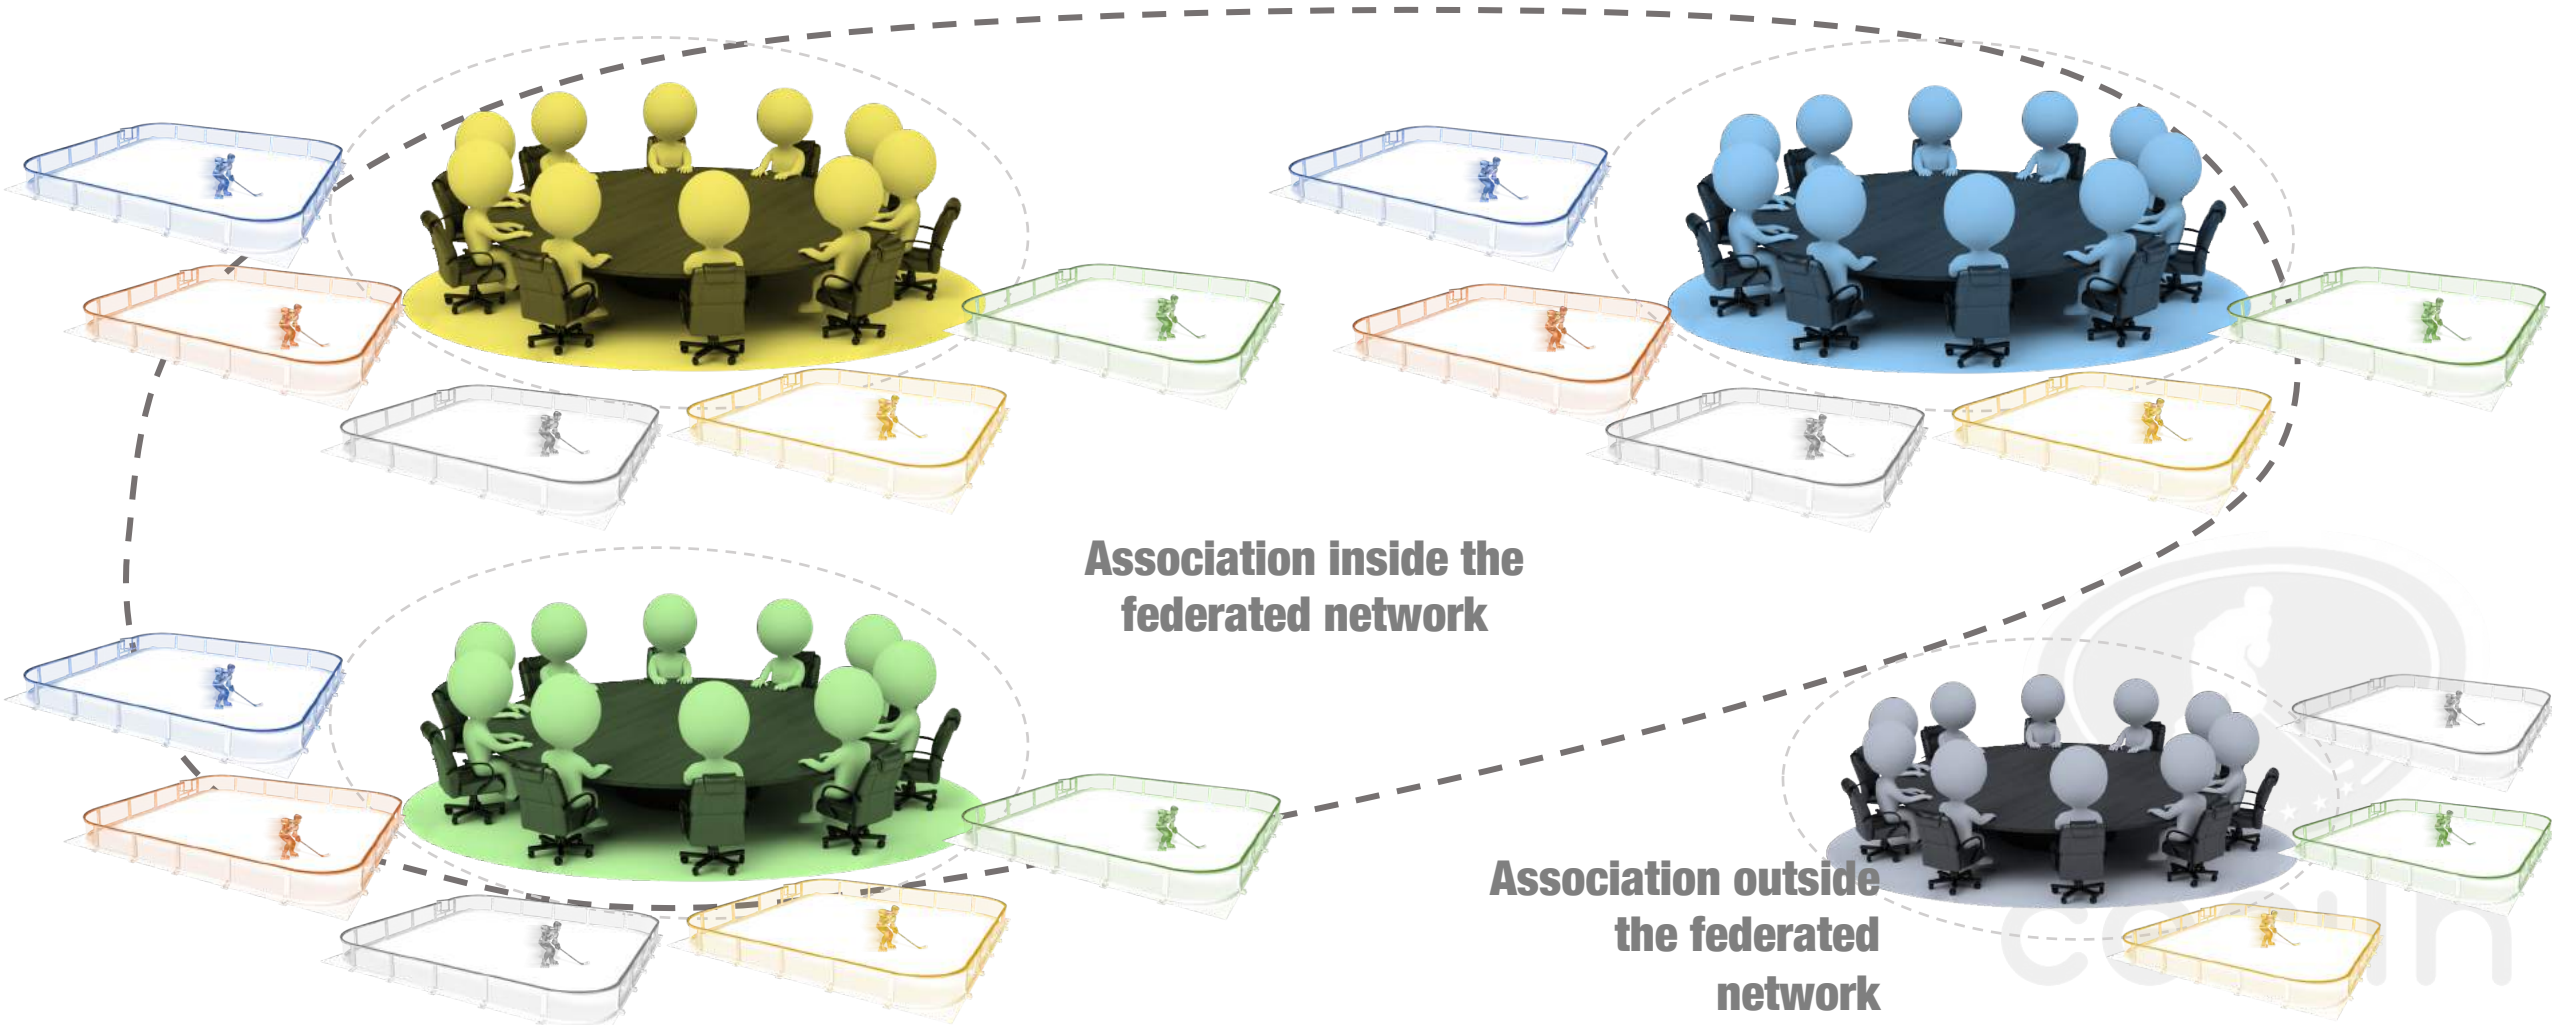 Association inside the
federated network
Association outside
the federated
network